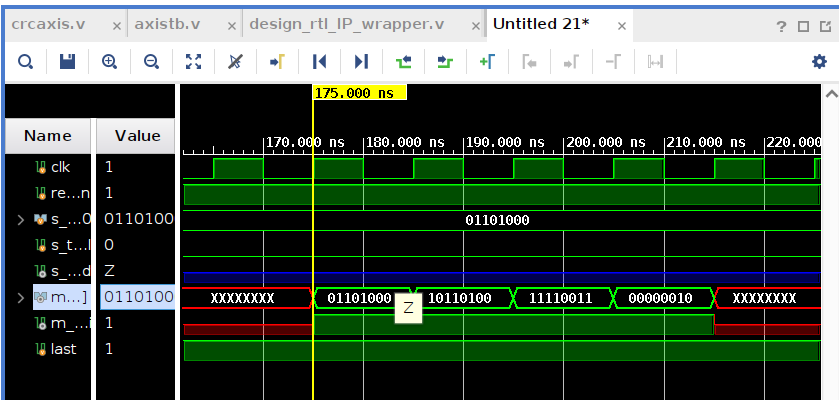 crcaxis.v × axistb.v × design_rtl_IP_wrapper.v × Untitled 21* ×
175.000 ns
Name Value
170.000 ns 180.000 ns 190.000 ns 200.000 ns 210.000 ns 220.000
clk 1
re...n 1
s_...0 0110100 01101000
s_t...l 0
s_...d Z
m...] 0110100 XXXXXXXX 01101000 10110100 11110011 00000010 XXXXXXXX
Z
m_...i 1
last 1